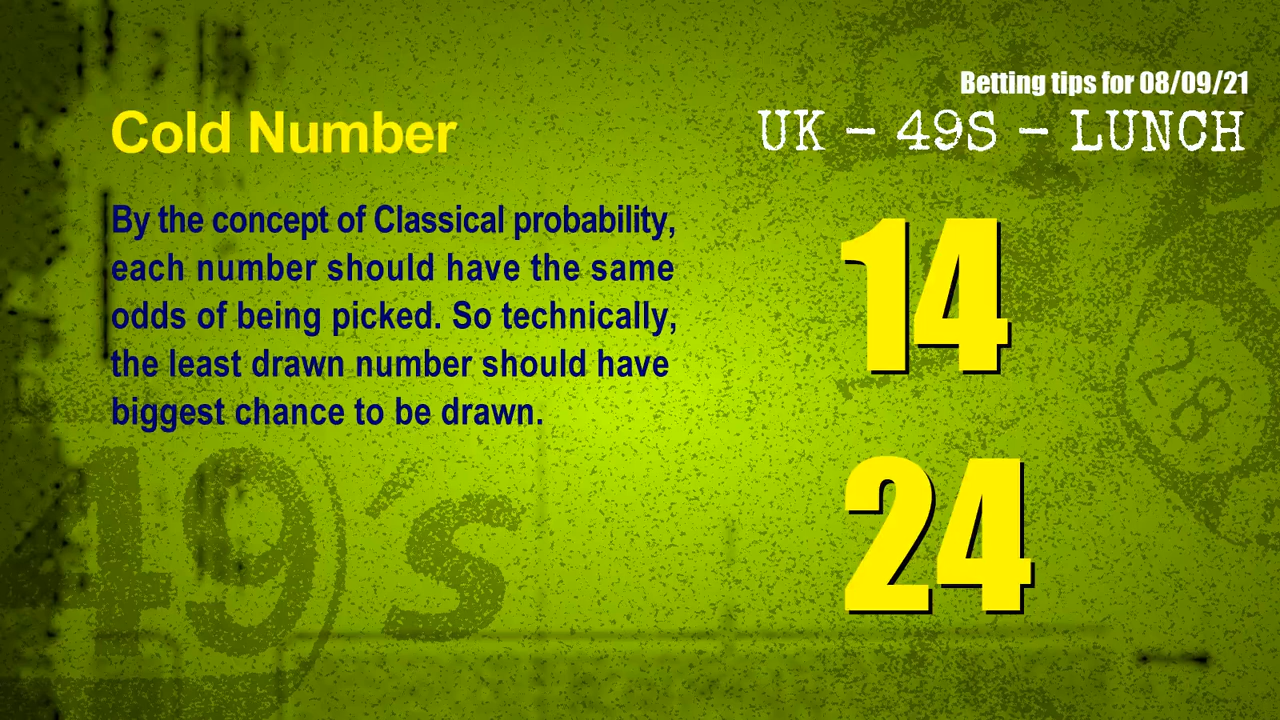 Betting tips for 08/09/21
UK - 49S - LUNCH
Cold Number
By the concept of Classical probability,
each number should have the same
odds of being picked. So technically,
the least drawn number should have
biggest chance to be drawn.
14
24
28
49's